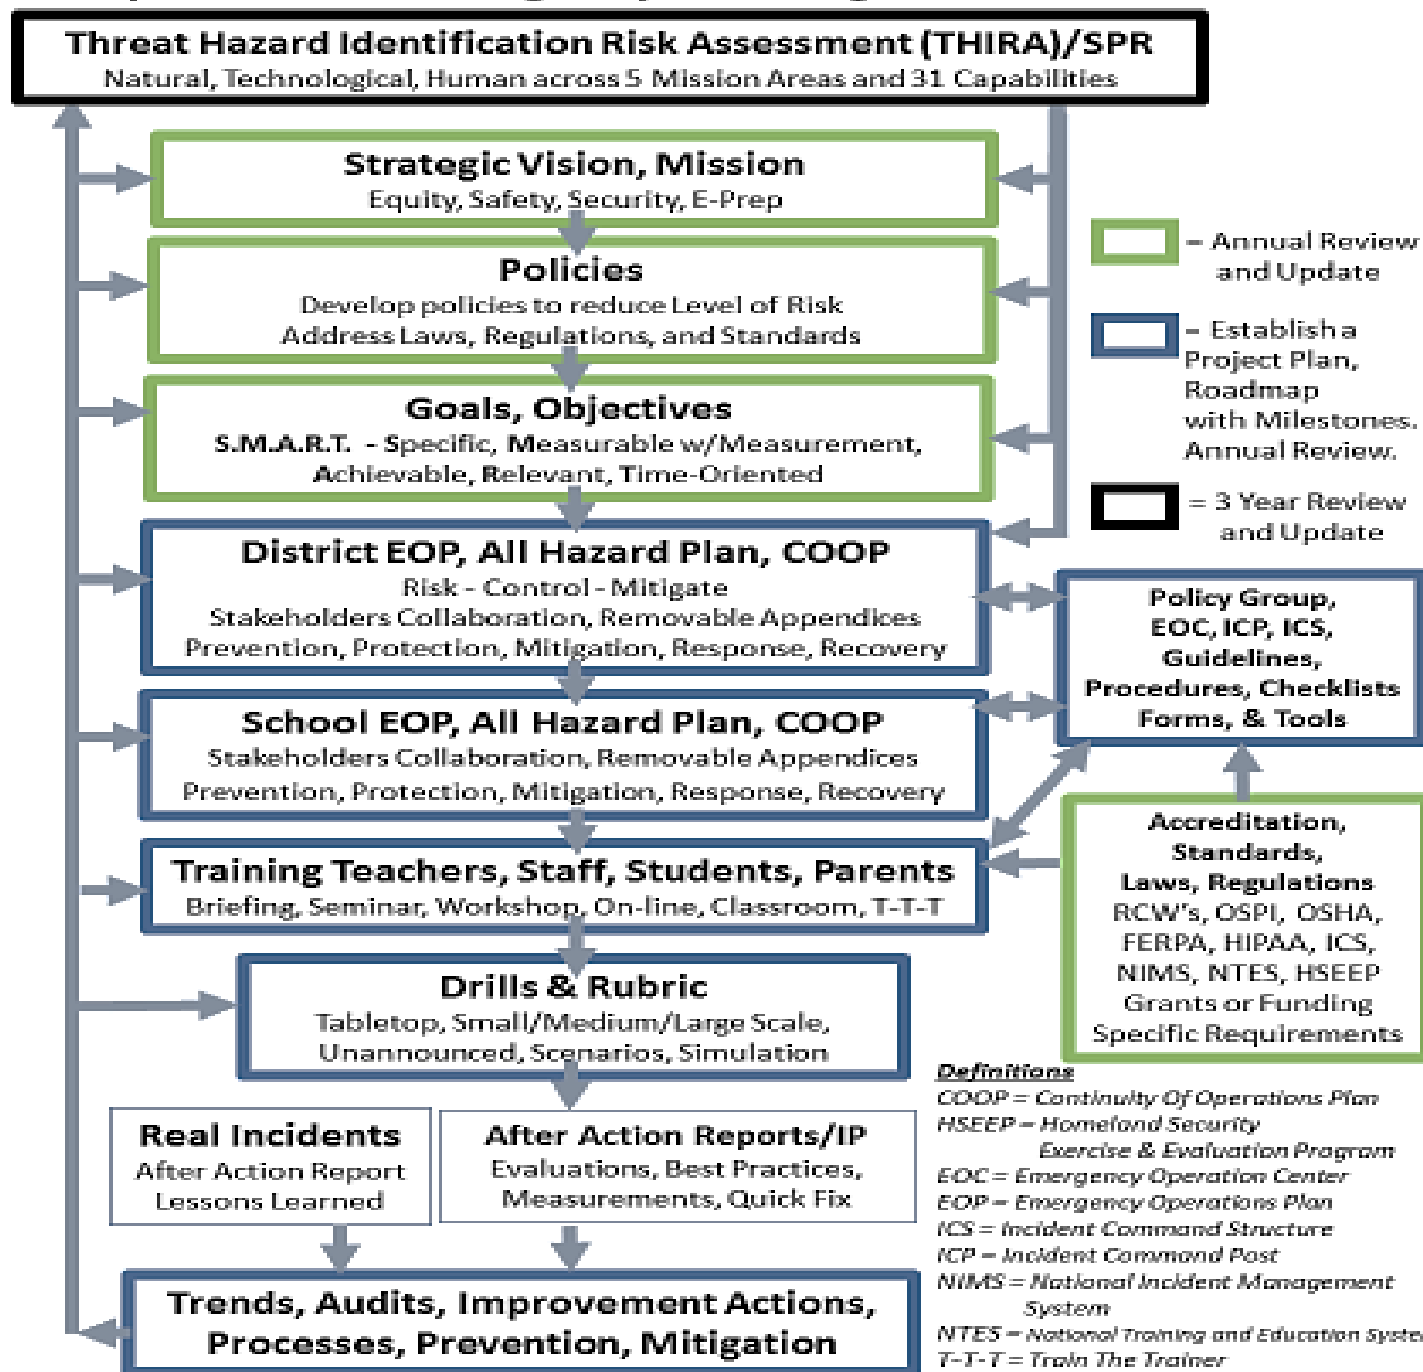 Threat Hazard Identification Risk Assessment (THIRA)/SPR
Natural, Technological, Human across 5 Mission Areas and 31 Capabilities
Strategic Vision, Mission
Equity, Safety, Security, E-Prep
Policies
Develop policies to reduce Level of Risk
Address Laws, Regulations, and Standards
Goals, Objectives
S.M.A.R.T. - Specific, Measurable w/Measurement,
Achievable, Relevant, Time-Oriented
District EOP, All Hazard Plan, COOP
Risk - Control - Mitigate
Stakeholders Collaboration, Removable Appendices
Prevention, Protection, Mitigation, Response, Recovery
School EOP, All Hazard Plan, COOP
Stakeholders Collaboration, Removable Appendices
Prevention, Protection, Mitigation, Response, Recovery
Training Teachers, Staff, Students, Parents
Briefing, Seminar, Workshop, On-line, Classroom, T-T-T
Drills & Rubric
Tabletop, Small/Medium/Large Scale,
Unannounced, Scenarios, Simulation
Real Incidents
After Action Report
Lessons Learned
After Action Reports/IP
Evaluations, Best Practices,
Measurements, Quick Fix
Trends, Audits, Improvement Actions,
Processes, Prevention, Mitigation
= Annual Review
and Update
= Establish a
Project Plan,
Roadmap
with Milestones.
Annual Review.
= 3 Year Review
and Update
Policy Group,
EOC, ICP, ICS,
Guidelines,
Procedures, Checklists
Forms, & Tools
Accreditation,
Standards,
Laws, Regulations
RCW's, OSPI, OSHA,
FERPA, HIPAA, ICS,
NIMS, NTES, HSEEP
Grants or Funding
Specific Requirements
Definitions
COOP = Continuity Of Operations Plan
HSEEP = Homeland Security
Exercise & Evaluation Program
EOC = Emergency Operation Center
EOP = Emergency Operations Plan
ICS = Incident Command Structure
ICP = Incident Command Post
NIMS = National Incident Management
System
NTES = National Training and Education Syste
T-T-T = Train The Trainer